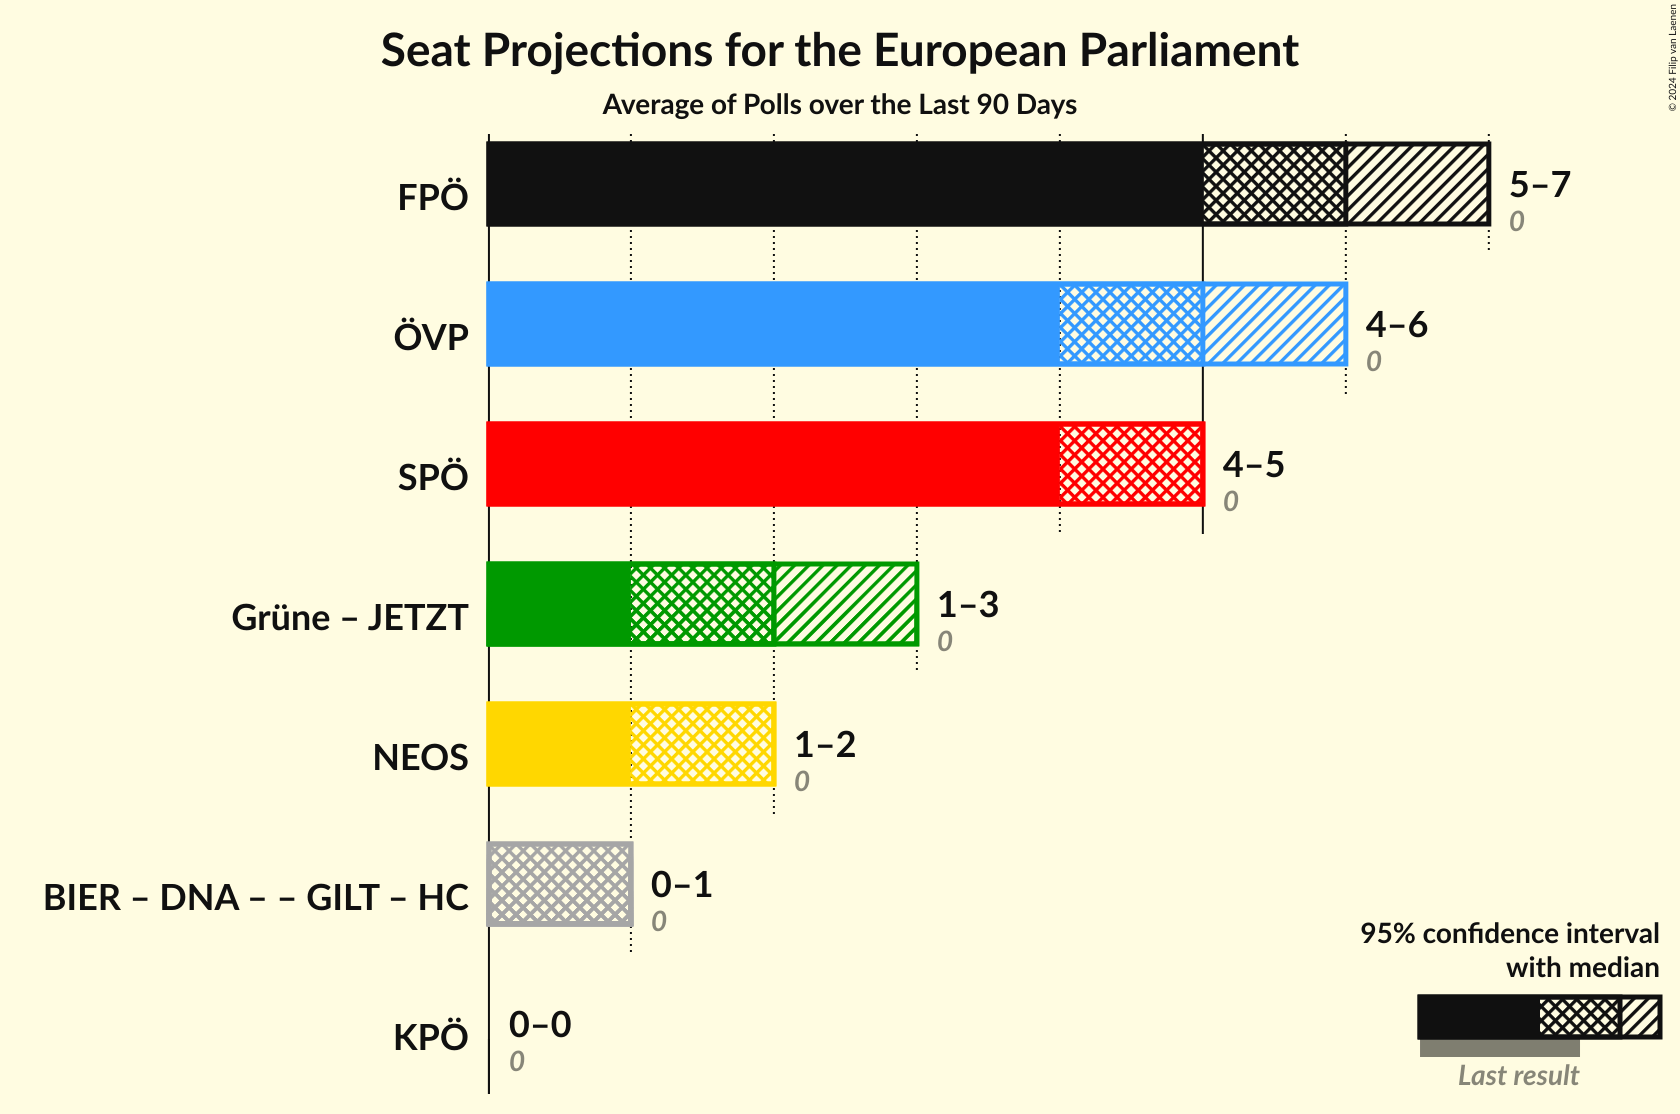 Seat Projections for the European Parliament
Average of Polls over the Last 90 Days
© 2024 Filip van Laenen
FPÖ
5–7
0
ÖVP
4–6
0
SPÖ
4–5
0
Grüne – JETZT
1–3
0
NEOS
1–2
0
BIER – DNA – – GILT – HC
0–1
0
KPÖ
0–0
0
95% confidence interval
with median
Last result